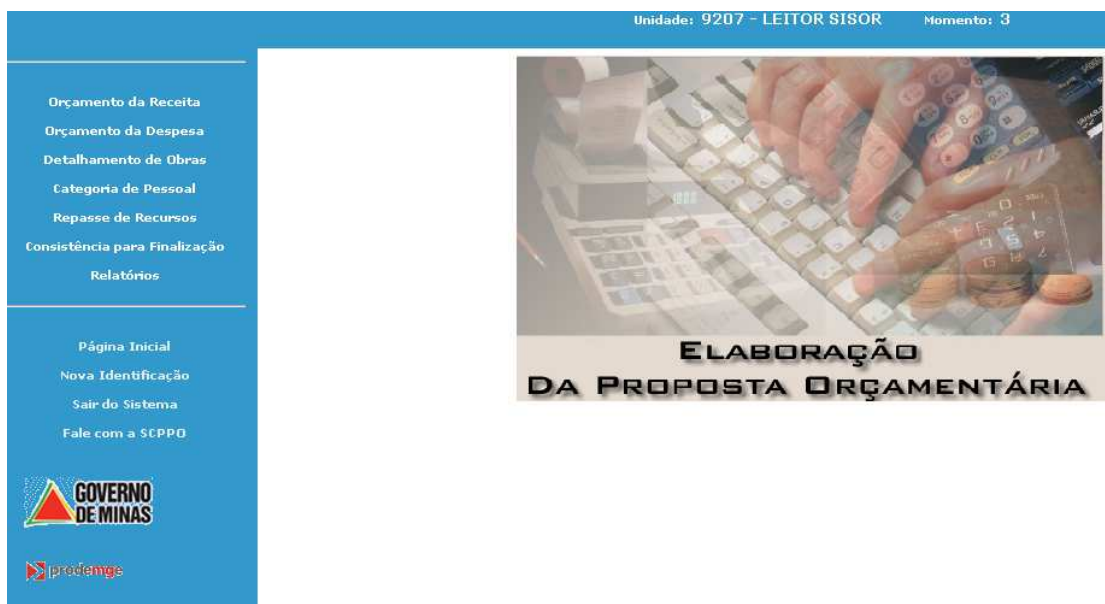 Unidade: 9207 - LEITOR SISOR Momento: 3
Orçamento da Receita
Orçamento da Despesa
Detalhamento de Obras
Categoria de Pessoal
Repasse de Recursos
Consistência para Finalização
Relatórios
Página Inicial
Nova Identificação
Sair do Sistema
Fale com a SCPPO
GOVERNO
DE MINAS
prodemge
ELABORAÇÃO
DA PROPOSTA ORÇAMENTÁRIA